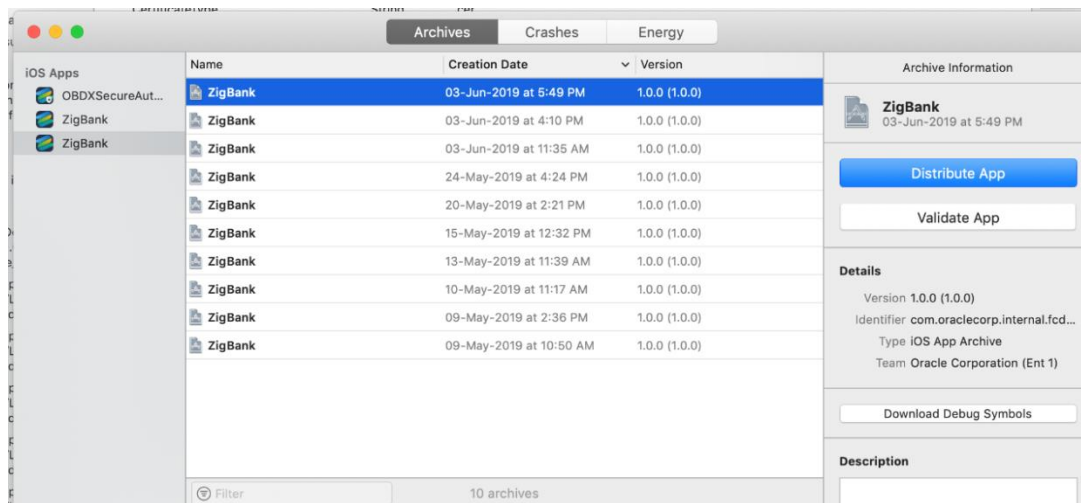 Archives Crashes Energy
iOS Apps
OBDXSecureAut...
ZigBank
ZigBank
Name Creation Date Version
ZigBank 03-Jun-2019 at 5:49 PM 1.0.0 (1.0.0)
ZigBank 03-Jun-2019 at 4:10 PM 1.0.0 (1.0.0)
ZigBank 03-Jun-2019 at 11:35 AM 1.0.0 (1.0.0)
ZigBank 24-May-2019 at 4:24 PM 1.0.0 (1.0.0)
ZigBank 20-May-2019 at 2:21 PM 1.0.0 (1.0.0)
ZigBank 15-May-2019 at 12:32 PM 1.0.0 (1.0.0)
ZigBank 13-May-2019 at 11:39 AM 1.0.0 (1.0.0)
ZigBank 10-May-2019 at 11:17 AM 1.0.0 (1.0.0)
ZigBank 09-May-2019 at 2:36 PM 1.0.0 (1.0.0)
ZigBank 09-May-2019 at 10:50 AM 1.0.0 (1.0.0)
Filter 10 archives
Archive Information
ZigBank
03-Jun-2019 at 5:49 PM
Distribute App
Validate App
Details
Version 1.0.0 (1.0.0)
Identifier com.oraclecorp.internal.fcd...
Type iOS App Archive
Team Oracle Corporation (Ent 1)
Download Debug Symbols
Description